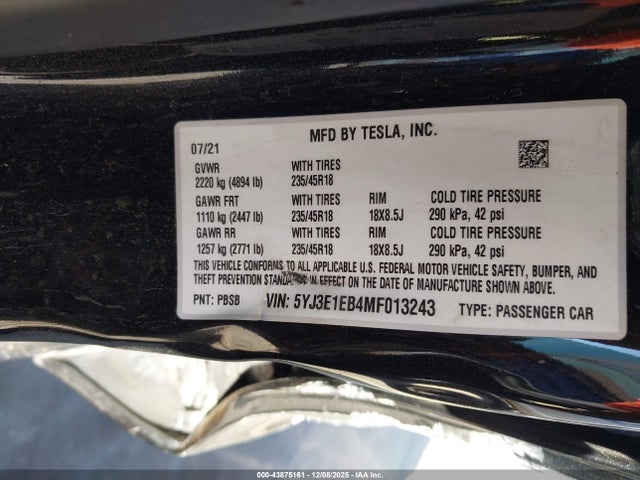 MFD BY TESLA, INC.
07/21
GVWR WITH TIRES
2220 kg (4894 lb) 235/45R18
GAWR FRT WITH TIRES RIM COLD TIRE PRESSURE
1110 kg (2447 lb) 235/45R18 18X8.5J 290 kPa, 42 psi
GAWR RR WITH TIRES RIM COLD TIRE PRESSURE
1257 kg (2771 lb) 235/45R18 18X8.5J 290 kPa, 42 psi
THIS VEHICLE CONFORMS TO ALL APPLICABLE U.S. FEDERAL MOTOR VEHICLE SAFETY, BUMPER, AND
THEFT PREVENTION STANDARDS IN EFFECT ON THE DATE OF MANUFACTURE SHOWN ABOVE.
PNT: PBSB VIN: 5YJ3E1EB4MF013243 TYPE: PASSENGER CAR
000-43875161 - 12/08/2025 - IAA Inc.